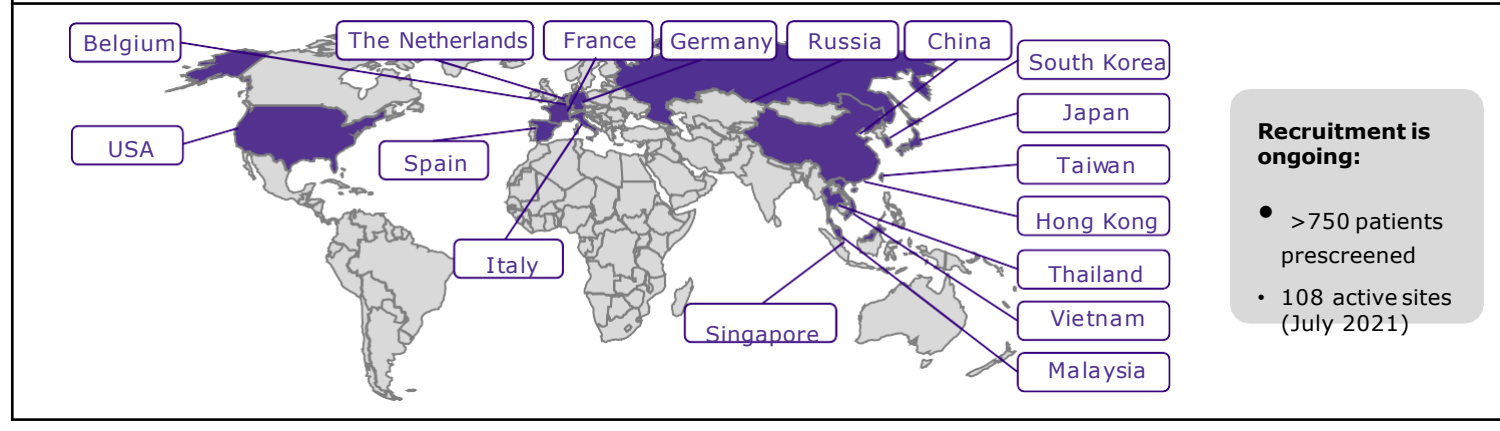 Belgium
The Netherlands
France
Germany
Russia
China
South Korea
Japan
USA
Spain
Taiwan
Hong Kong
Italy
Thailand
Singapore
Vietnam
Malaysia
Recruitment is
ongoing:
• >750 patients
prescreened
• 108 active sites
(July 2021)